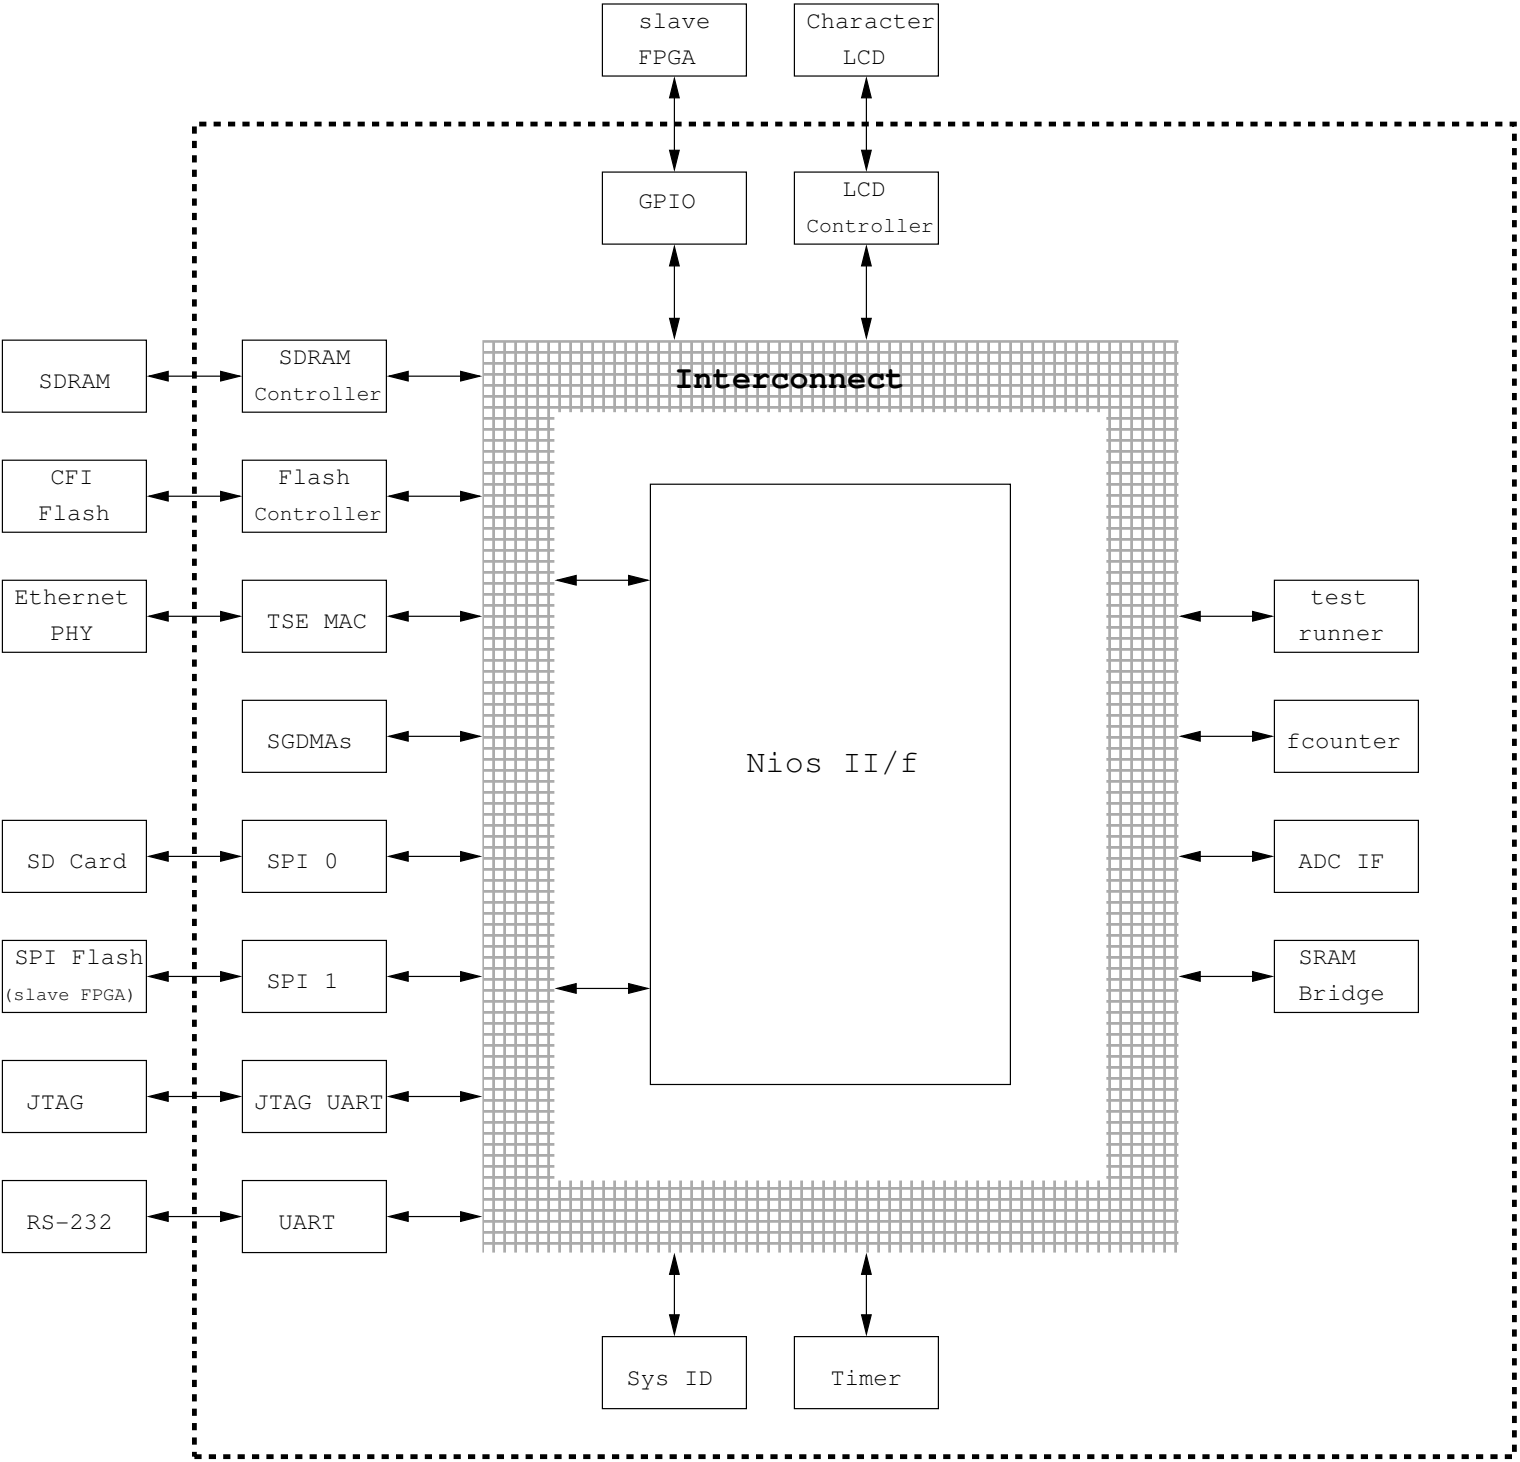 slave
FPGA
Character
LCD
GPIO
LCD
Controller
SDRAM
SDRAM
Controller
Interconnect
CFI
Flash
Flash
Controller
Ethernet
PHY
TSE MAC
test
runner
SGDMAs
Nios II/f
fcounter
SD Card
SPI 0
ADC IF
SPI Flash
(slave FPGA)
SPI 1
SRAM
Bridge
JTAG
JTAG UART
RS-232
UART
Sys ID
Timer